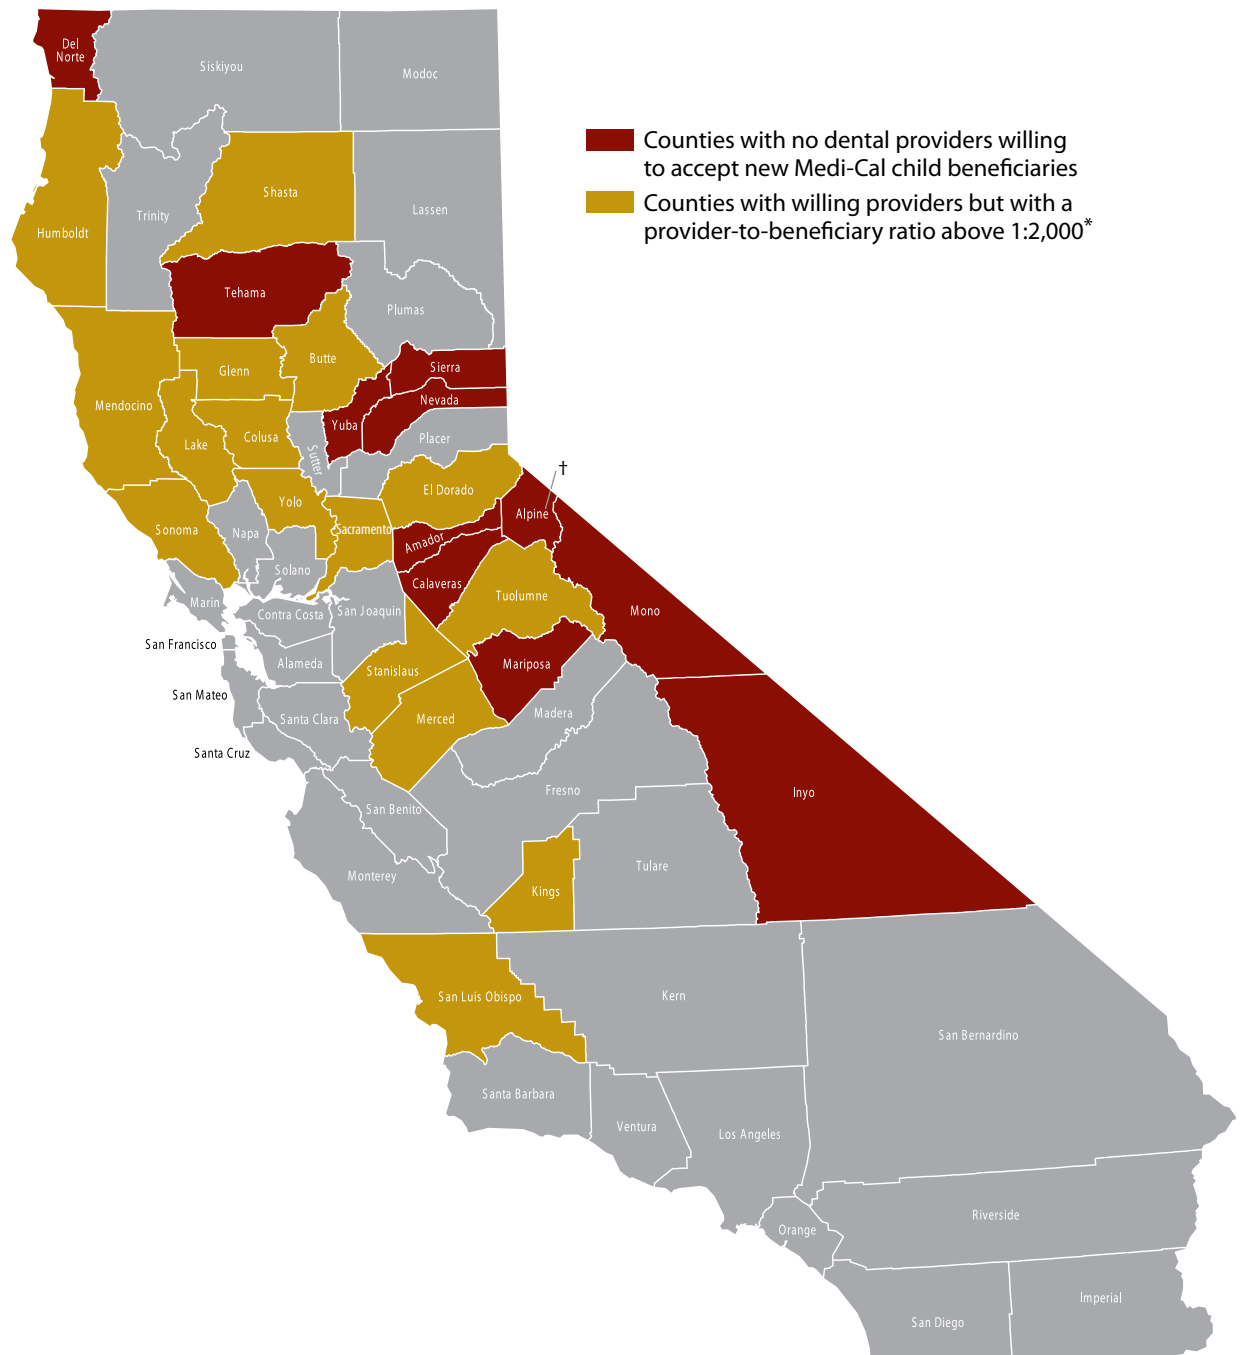 Del
Norte
Siskiyou
Modoc
Counties with no dental providers willing
to accept new Medi-Cal child beneficiaries
Counties with willing providers but with a
provider-to-beneficiary ratio above 1:2,000*
Shasta
Trinity
Lassen
Humboldt
Tehama
Plumas
Butte
Sierra
Glenn
Nevada
Mendocino
Yuba
Colusa
Placer
Lake
Sutter
†
El Dorado
Yolo
Alpine
Sonoma
Napa
Sacramento
Amador
Solano
Calaveras
Tuolumne
Marin
Contra Costa
San Joaquin
Mono
San Francisco
Alameda
Stanislaus
Mariposa
San Mateo
Santa Clara
Merced
Madera
Santa Cruz
Fresno
Inyo
San Benito
Tulare
Monterey
Kings
San Luis Obispo
Kern
San Bernardino
Santa Barbara
Ventura
Los Angeles
Orange
Riverside
Imperial
San Diego